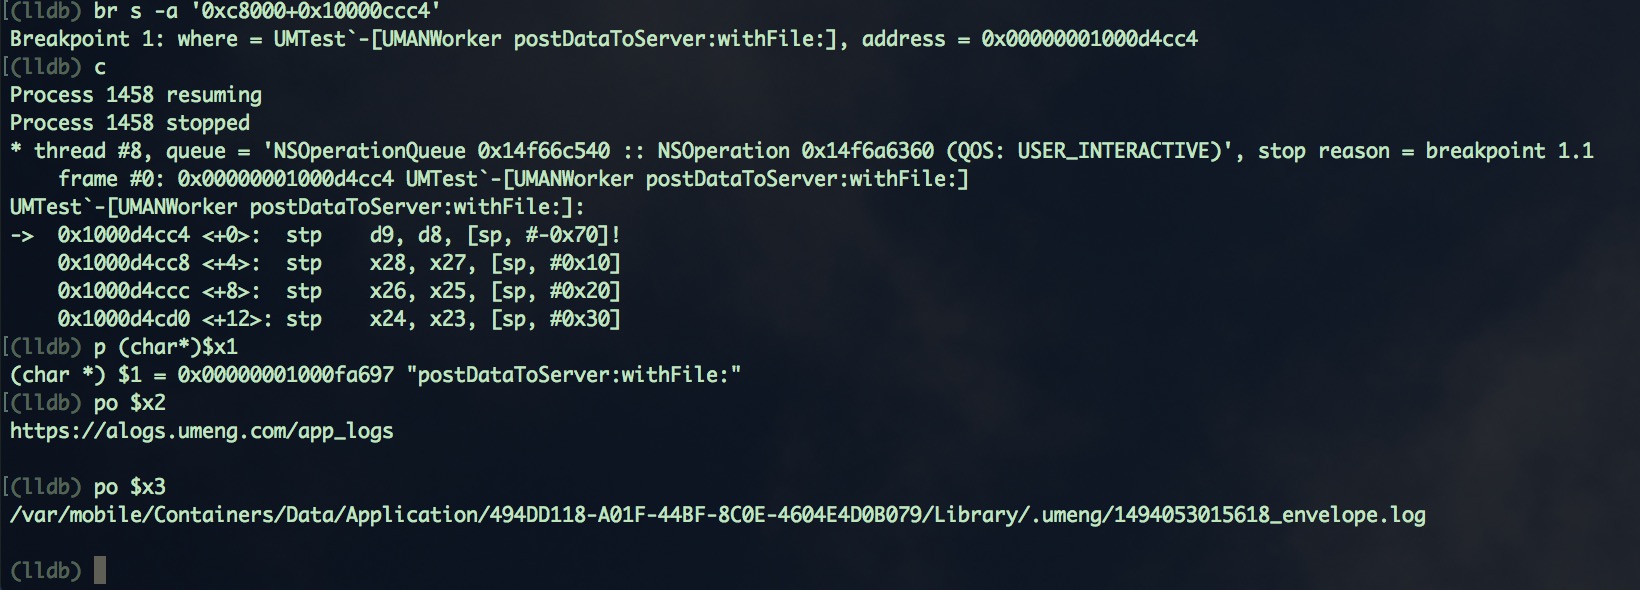 [(lldb) br s -a '0xc8000+0x10000ccc4'
Breakpoint 1: where = UMTest`-[UMANWorker postDataToServer:withFile:], address = 0x00000001000d4cc4
[(lldb) c
Process 1458 resuming
Process 1458 stopped
* thread #8, queue = 'NSOperationQueue 0x14f66c540 :: NSOperation 0x14f6a6360 (QOS: USER_INTERACTIVE)', stop reason = breakpoint 1.1
    frame #0: 0x00000001000d4cc4 UMTest`-[UMANWorker postDataToServer:withFile:]
UMTest`-[UMANWorker postDataToServer:withFile:]:
->  0x1000d4cc4 <+0>:  stp    d9, d8, [sp, #-0x70]!
    0x1000d4cc8 <+4>:  stp    x28, x27, [sp, #0x10]
    0x1000d4ccc <+8>:  stp    x26, x25, [sp, #0x20]
    0x1000d4cd0 <+12>: stp    x24, x23, [sp, #0x30]
[(lldb) p (char*)$x1
(char *) $1 = 0x00000001000fa697 "postDataToServer:withFile:"
[(lldb) po $x2
https://alogs.umeng.com/app_logs
[(lldb) po $x3
/var/mobile/Containers/Data/Application/494DD118-A01F-44BF-8C0E-4604E4D0B079/Library/.umeng/1494053015618_envelope.log
(lldb)